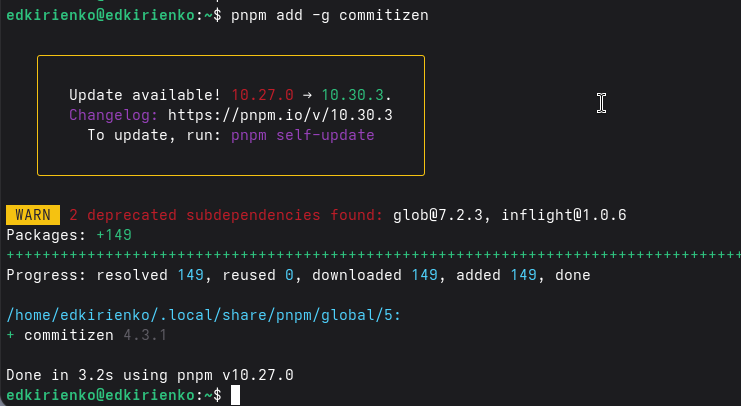 edkirienko@edkirienko:~$ pnpm add -g commitizen
Update available! 10.27.0 → 10.30.3.
Changelog: https://pnpm.io/v/10.30.3
To update, run: pnpm self-update
WARN 2 deprecated subdependencies found: glob@7.2.3, inflight@1.0.6
Packages: +149
++++++++++++++++++++++++++++++++++++++++++++++++++++++++++++++++++++++++++++++++++
Progress: resolved 149, reused 0, downloaded 149, added 149, done
/home/edkirienko/.local/share/pnpm/global/5:
+ commitizen 4.3.1
Done in 3.2s using pnpm v10.27.0
edkirienko@edkirienko:~$